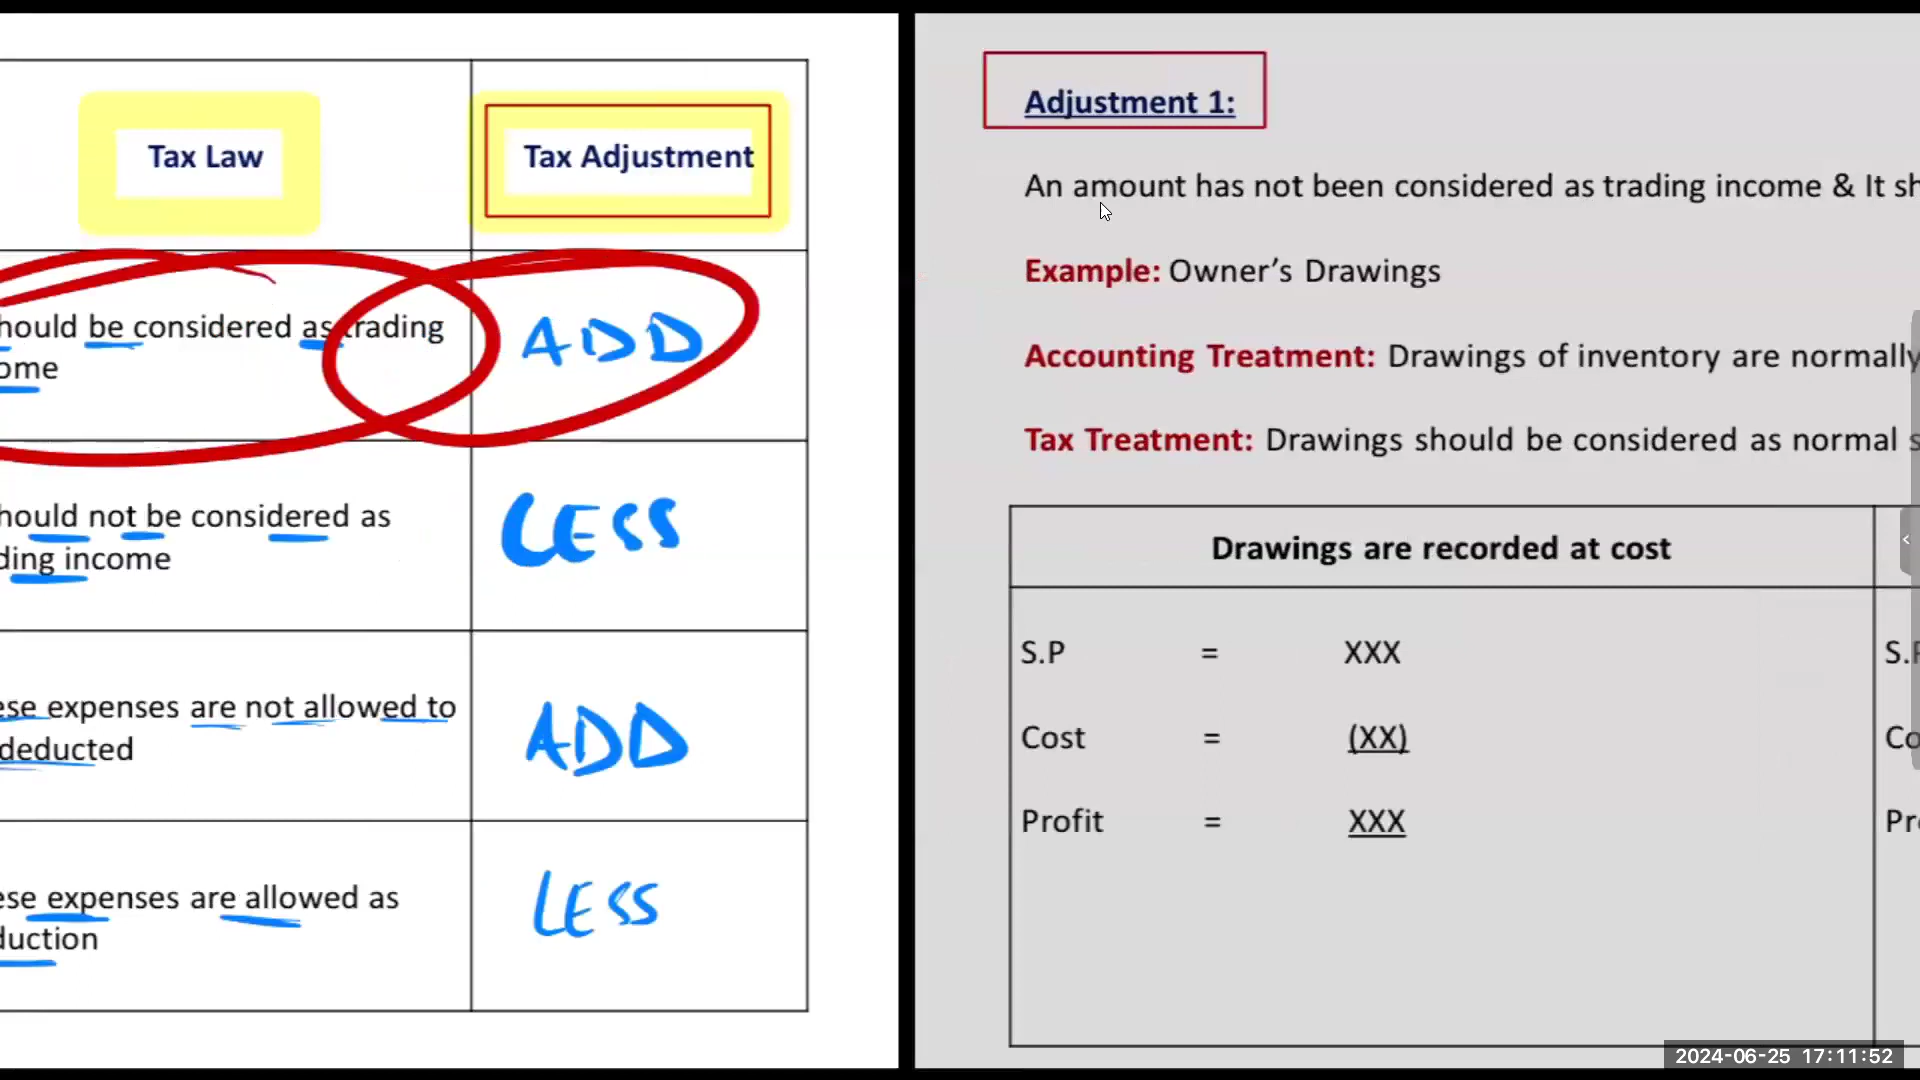 Tax Law
Tax Adjustment
hould be considered as trading
ome
ADD
hould not be considered as
ding income
LESS
ese expenses are not allowed to
deducted
ADD
ese expenses are allowed as
duction
LESS
Adjustment 1:
An amount has not been considered as trading income & It sh
Example: Owner’s Drawings
Accounting Treatment: Drawings of inventory are normally
Tax Treatment: Drawings should be considered as normal s
Drawings are recorded at cost
S.P = XXX
Cost = (XX)
Profit = XXX
S.P
Co
Pr
2024-06-25 17:11:52